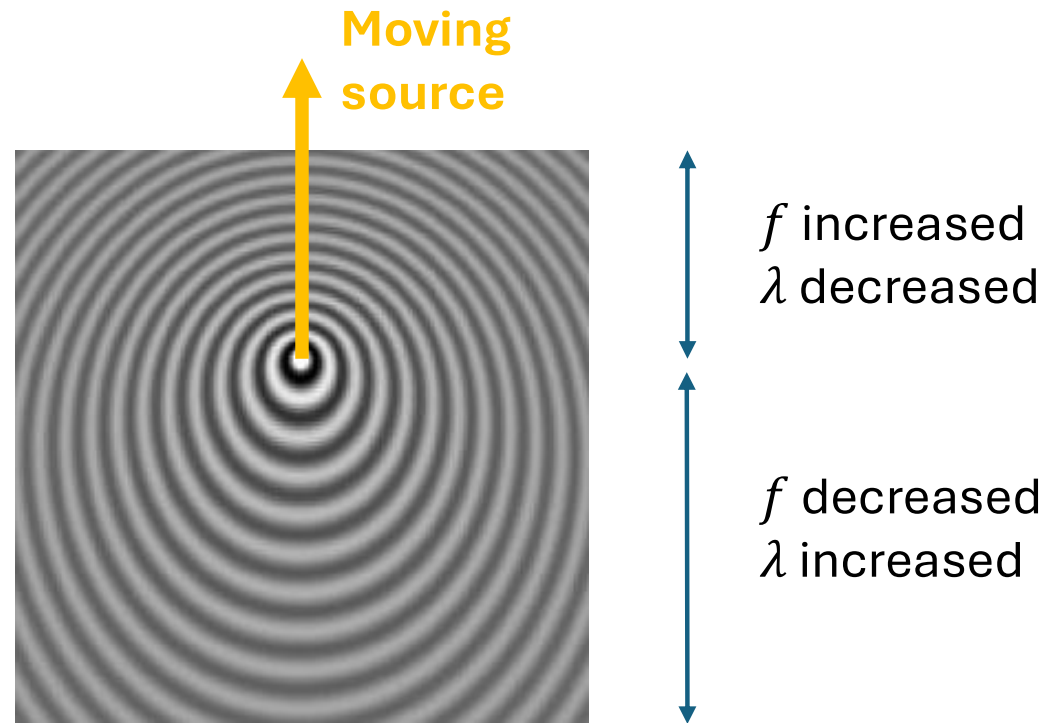 Moving
source
f increased
λ decreased
f decreased
λ increased